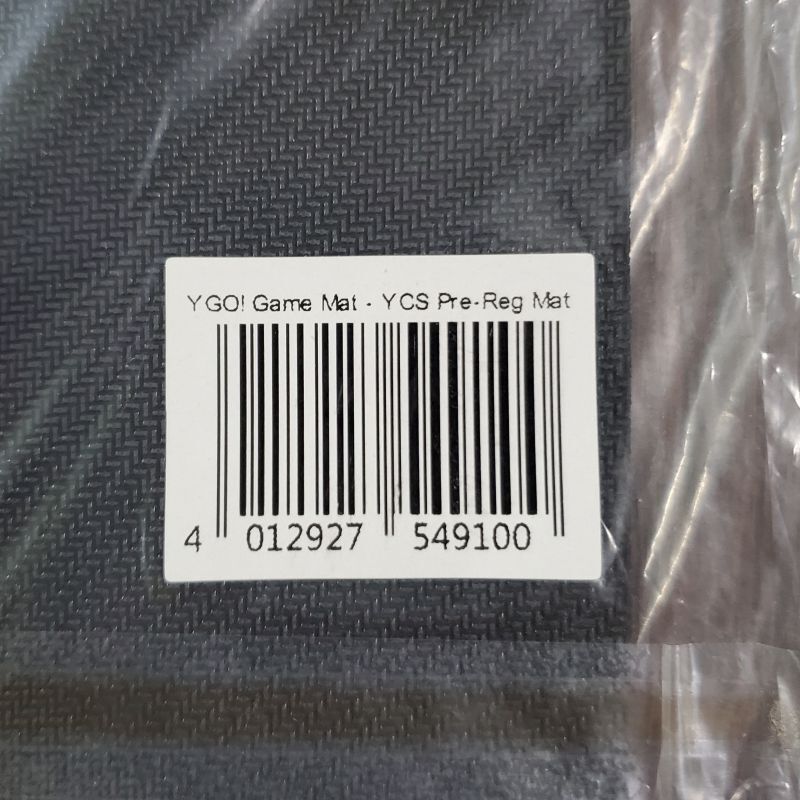 YGO! Game Mat - YCS Pre-Reg Mat
4 012927 549100